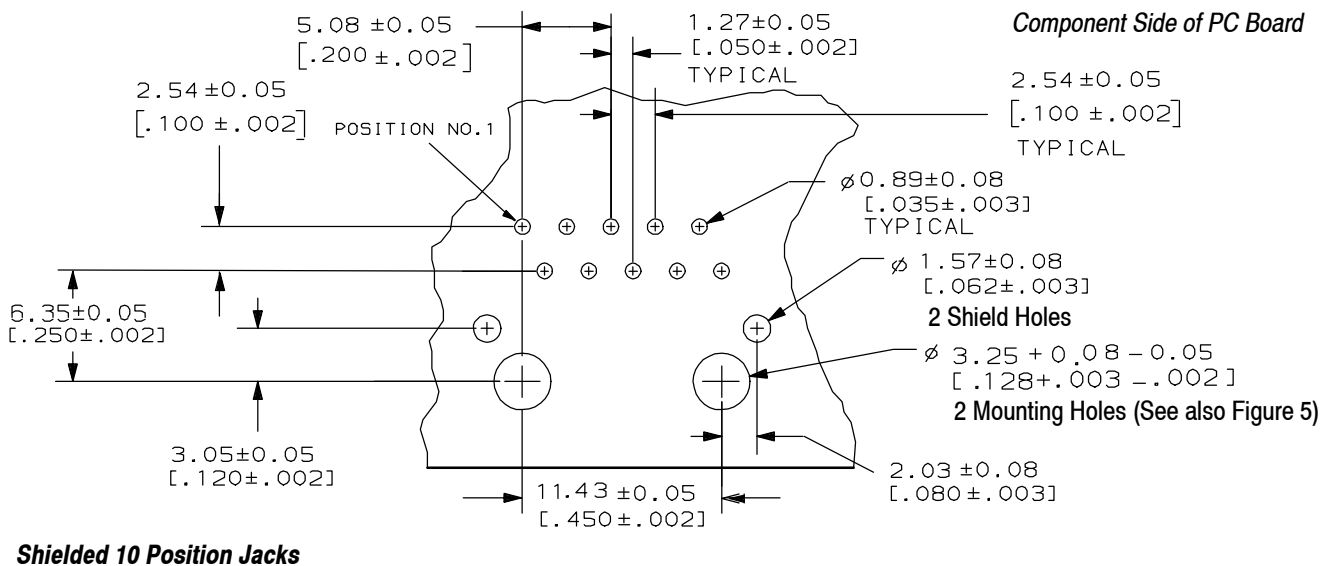 5.08 ±0.05
[.200 ±.002]
1.27±0.05
[.050±.002]
TYPICAL
Component Side of PC Board
2.54±0.05
[.100 ±.002]
POSITION NO.1
2.54±0.05
[.100 ±.002]
TYPICAL
⌀0.89±0.08
[.035±.003]
TYPICAL
⌀ 1.57±0.08
[.062±.003]
2 Shield Holes
6.35±0.05
[.250±.002]
⌀ 3.25 +0.08 -0.05
[.128+.003 -.002]
2 Mounting Holes (See also Figure 5)
3.05±0.05
[.120±.002]
11.43 ±0.05
[.450±.002]
2.03 ±0.08
[.080±.003]
Shielded 10 Position Jacks